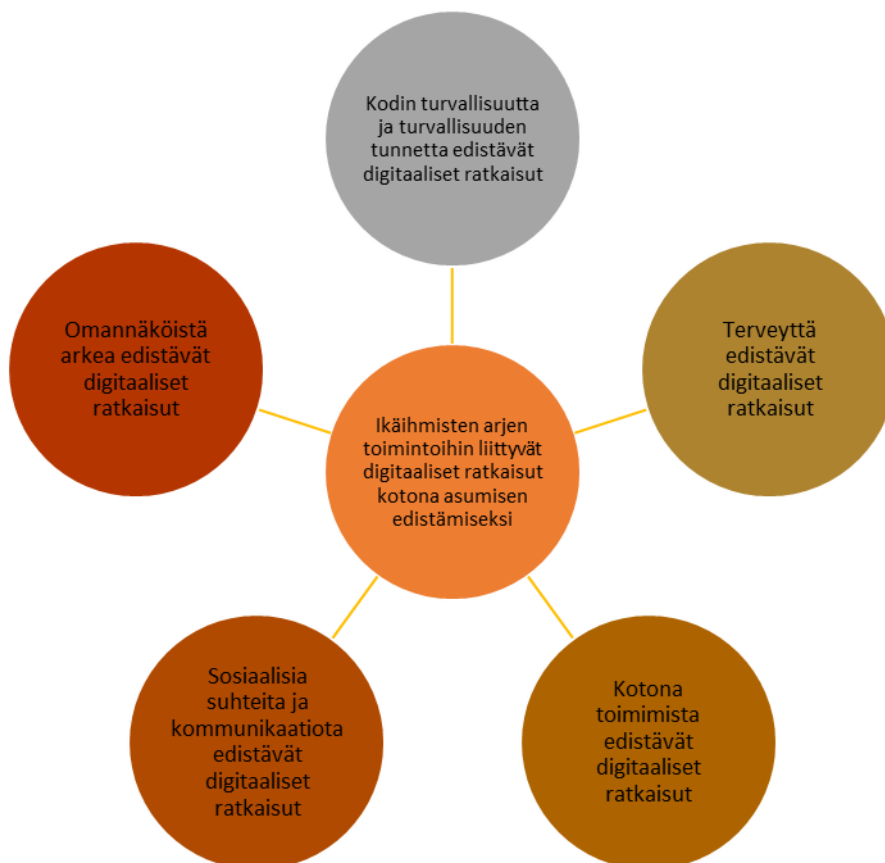 Kodin turvallisuutta
ja turvallisuuden
tunnetta edistävät
digitaaliset ratkaisut
Omannäköistä
arkea edistävät
digitaaliset
ratkaisut
Terveyttä
edistävät
digitaaliset
ratkaisut
Ikäihmisten arjen
toimintoihin liittyvät
digitaaliset ratkaisut
kotona asumisen
edistämiseksi
Sosiaalisia
suhteita ja
kommunikaatiota
edistävät
digitaaliset
ratkaisut
Kotona
toimimista
edistävät
digitaaliset
ratkaisut